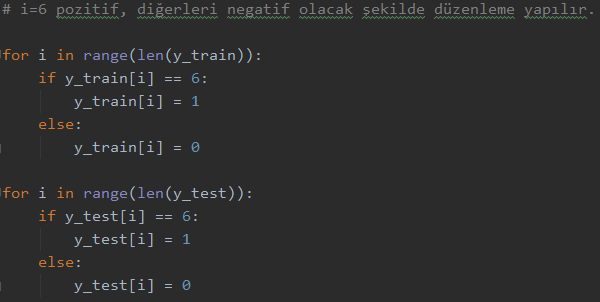 # i=6 pozitif, diğerleri negatif olacak şekilde düzenleme yapılır.
for i in range(len(y_train)):
    if y_train[i] == 6:
        y_train[i] = 1
    else:
        y_train[i] = 0
for i in range(len(y_test)):
    if y_test[i] == 6:
        y_test[i] = 1
    else:
        y_test[i] = 0